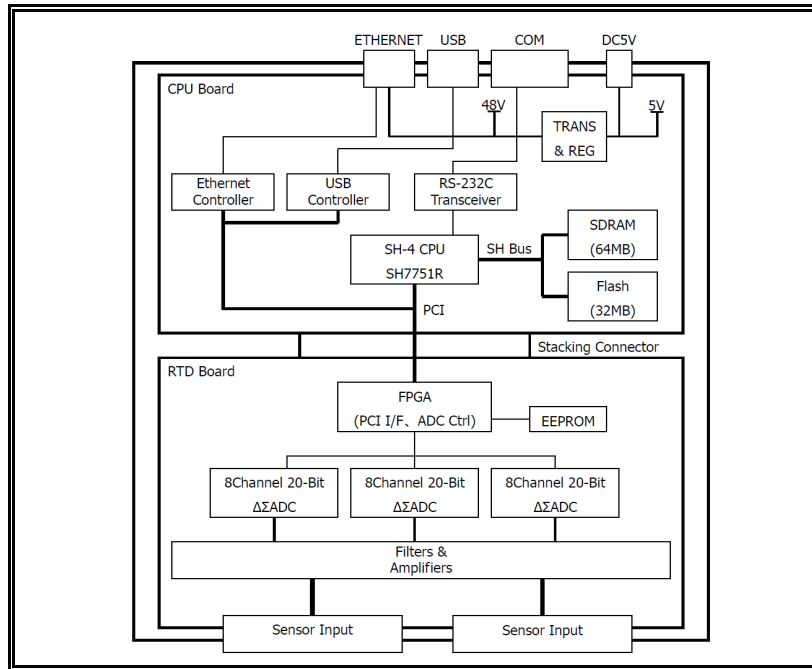 ETHERNET USB COM DC5V
CPU Board
48V 5V
TRANS
& REG
Ethernet
Controller
USB
Controller
RS-232C
Transceiver
SH-4 CPU
SH7751R
SH Bus
SDRAM
(64MB)
Flash
(32MB)
PCI
Stacking Connector
RTD Board
FPGA
(PCI I/F、ADC Ctrl)
EEPROM
8Channel 20-Bit
ΔΣADC
8Channel 20-Bit
ΔΣADC
8Channel 20-Bit
ΔΣADC
Filters &
Amplifiers
Sensor Input
Sensor Input